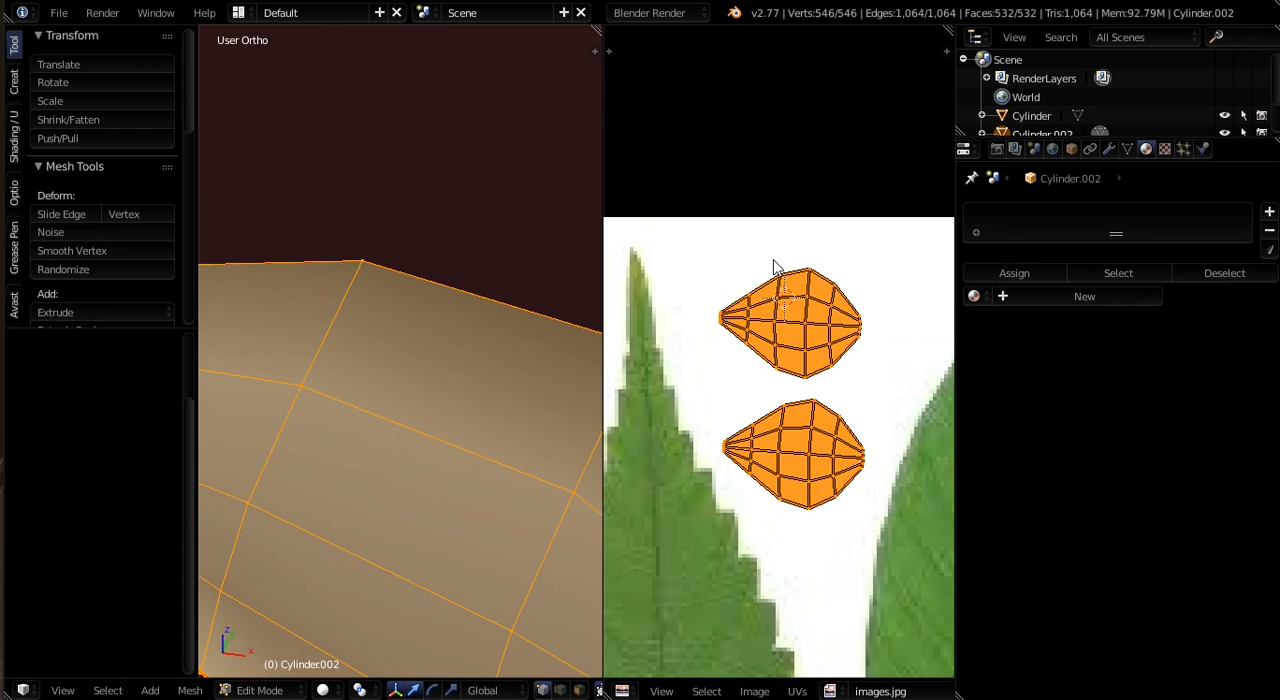 File Render Window Help Default Scene Blender Render v2.77 | Verts:546/546 | Edges:1,064/1,064 | Faces:532/532 | Tris:1,064 | Mem:92.79M | Cylinder.002
Tool
Creat
Shading / U
Optio
Grease Pen
Avast
Transform
Translate
Rotate
Scale
Shrink/Fatten
Push/Pull
Mesh Tools
Deform:
Slide Edge Vertex
Noise
Smooth Vertex
Randomize
Add:
Extrude
User Ortho
z
x
(0) Cylinder.002
View Select Add Mesh Edit Mode Global
View Select Image UVs images.jpg
View Search All Scenes
Scene
RenderLayers
World
Cylinder
Cylinder.002
Cylinder.002
Assign Select Deselect
New